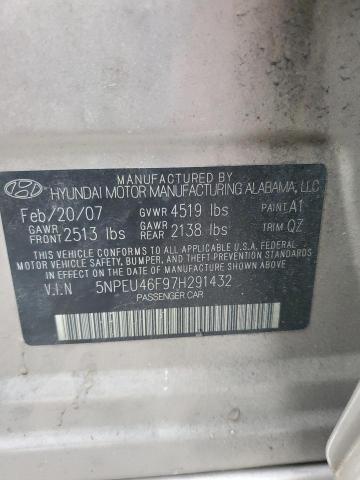 MANUFACTURED BY
HYUNDAI MOTOR MANUFACTURING ALABAMA, LLC
Feb/20/07 GVWR 4519 lbs PAINT A1
GAWR FRONT 2513 lbs GAWR REAR 2138 lbs TRIM QZ
THIS VEHICLE CONFORMS TO ALL APPLICABLE U.S.A. FEDERAL
MOTOR VEHICLE SAFETY, BUMPER, AND THEFT PREVENTION STANDARDS
IN EFFECT ON THE DATE OF MANUFACTURE SHOWN ABOVE.
V.I.N 5NPEU46F97H291432
PASSENGER CAR